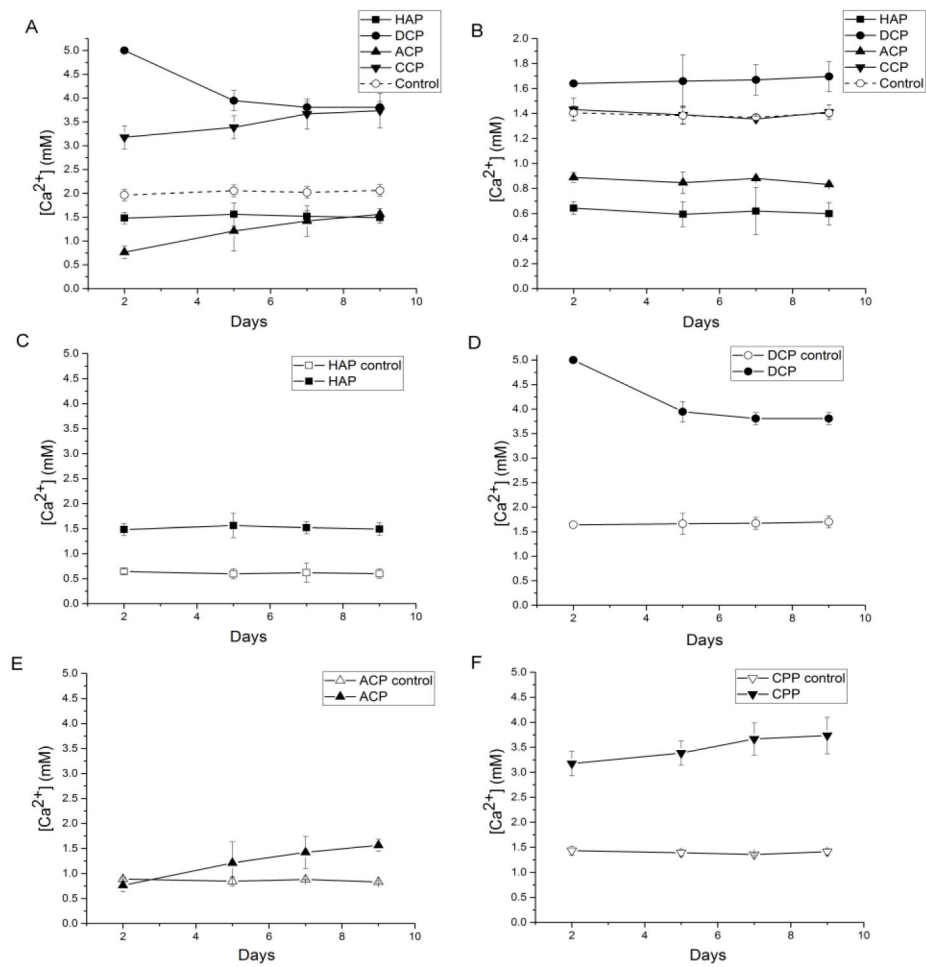 A
HAP
DCP
ACP
CCP
Control
[Ca2+] (mM)
5.0
4.5
4.0
3.5
3.0
2.5
2.0
1.5
1.0
0.5
0.0
2 4 6 8 10
Days
B
HAP
DCP
ACP
CCP
Control
[Ca2+] (mM)
2.0
1.8
1.6
1.4
1.2
1.0
0.8
0.6
0.4
0.2
0.0
2 4 6 8 10
Days
C
HAP control
HAP
[Ca2+] (mM)
5.0
4.5
4.0
3.5
3.0
2.5
2.0
1.5
1.0
0.5
0.0
2 4 6 8 10
Days
D
DCP control
DCP
[Ca2+] (mM)
5.0
4.5
4.0
3.5
3.0
2.5
2.0
1.5
1.0
0.5
0.0
2 4 6 8 10
Days
E
ACP control
ACP
[Ca2+] (mM)
5.0
4.5
4.0
3.5
3.0
2.5
2.0
1.5
1.0
0.5
0.0
2 4 6 8 10
Days
F
CPP control
CPP
[Ca2+] (mM)
5.0
4.5
4.0
3.5
3.0
2.5
2.0
1.5
1.0
0.5
0.0
2 4 6 8 10
Days